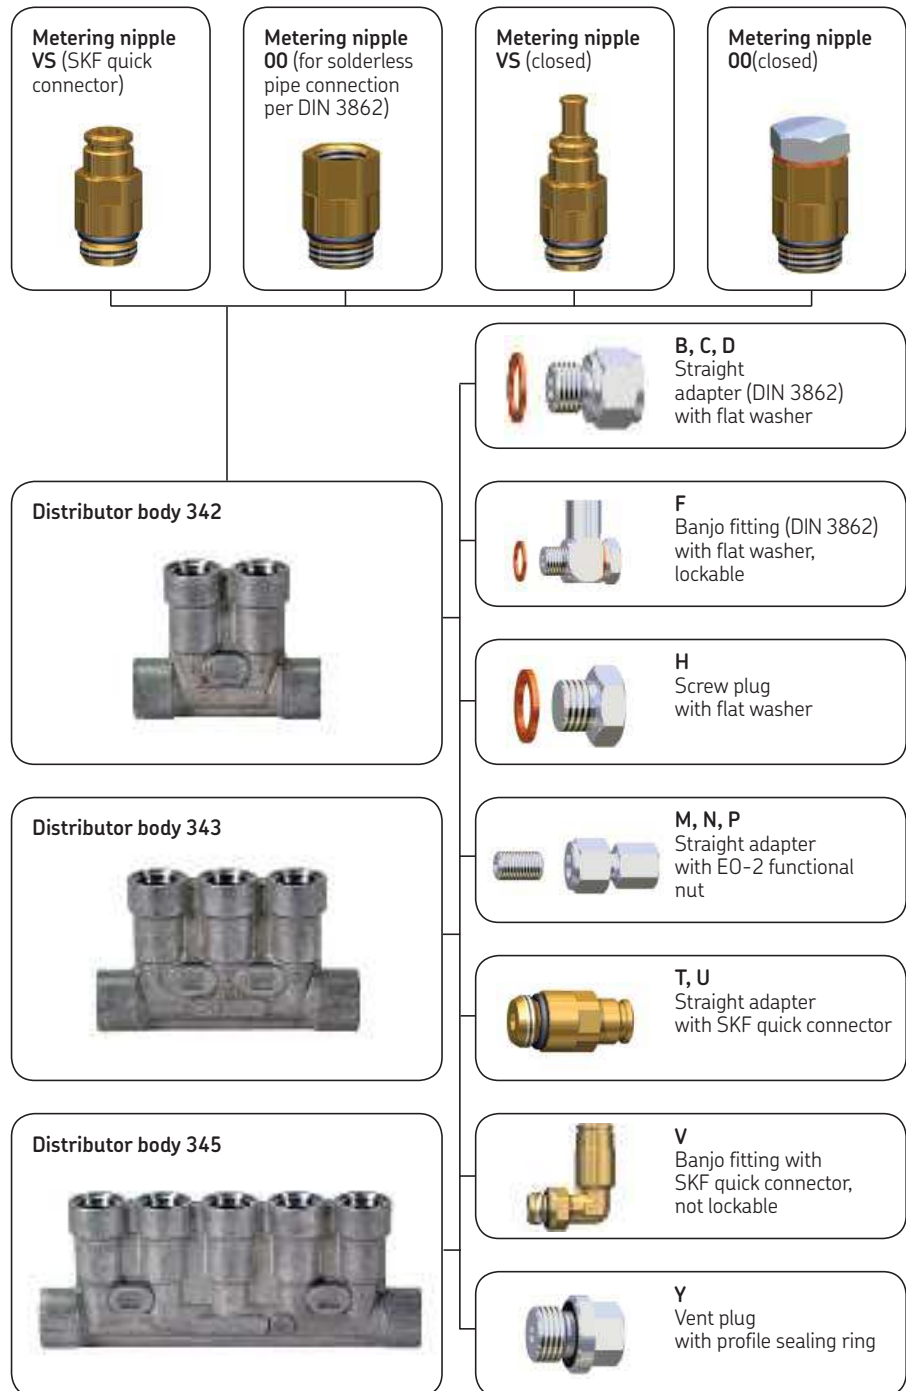 Metering nipple
VS (SKF quick
connector)
Metering nipple
00 (for solderless
pipe connection
per DIN 3862)
Metering nipple
VS (closed)
Metering nipple
00(closed)
B, C, D
Straight
adapter (DIN 3862)
with flat washer
Distributor body 342
F
Banjo fitting (DIN 3862)
with flat washer,
lockable
H
Screw plug
with flat washer
Distributor body 343
M, N, P
Straight adapter
with EO-2 functional
nut
T, U
Straight adapter
with SKF quick connector
Distributor body 345
V
Banjo fitting with
SKF quick connector,
not lockable
Y
Vent plug
with profile sealing ring